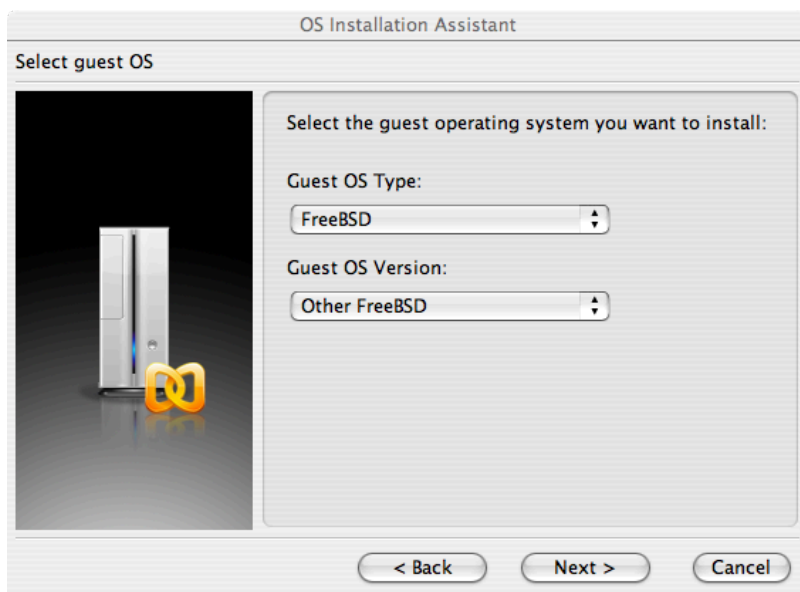 OS Installation Assistant
Select guest OS
Select the guest operating system you want to install:
Guest OS Type:
FreeBSD
Guest OS Version:
Other FreeBSD
< Back
Next >
Cancel